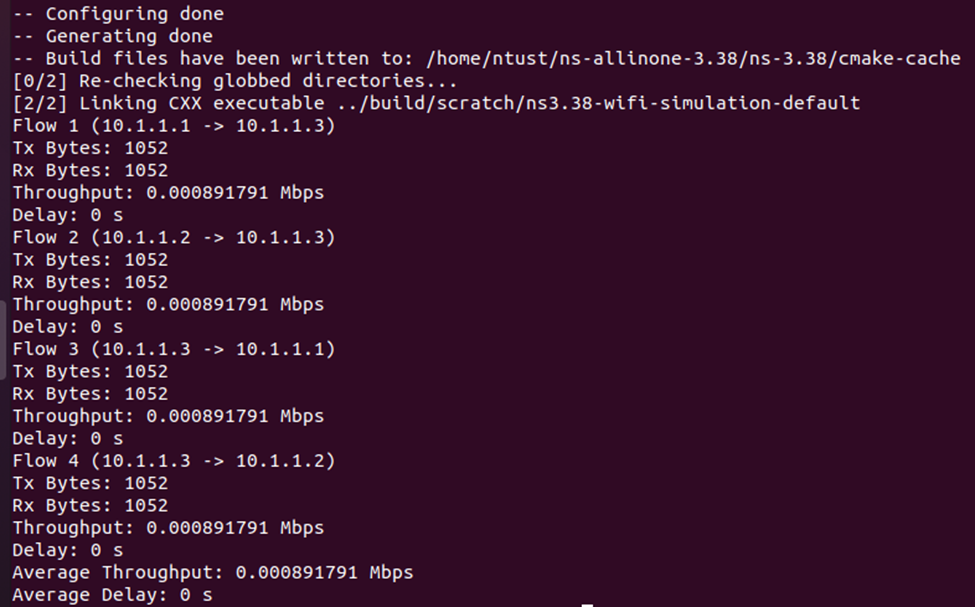 -- Configuring done
-- Generating done
-- Build files have been written to: /home/ntust/ns-allinone-3.38/ns-3.38/cmake-cache
[0/2] Re-checking globbed directories...
[2/2] Linking CXX executable ../build/scratch/ns3.38-wifi-simulation-default
Flow 1 (10.1.1.1 -> 10.1.1.3)
Tx Bytes: 1052
Rx Bytes: 1052
Throughput: 0.000891791 Mbps
Delay: 0 s
Flow 2 (10.1.1.2 -> 10.1.1.3)
Tx Bytes: 1052
Rx Bytes: 1052
Throughput: 0.000891791 Mbps
Delay: 0 s
Flow 3 (10.1.1.3 -> 10.1.1.1)
Tx Bytes: 1052
Rx Bytes: 1052
Throughput: 0.000891791 Mbps
Delay: 0 s
Flow 4 (10.1.1.3 -> 10.1.1.2)
Tx Bytes: 1052
Rx Bytes: 1052
Throughput: 0.000891791 Mbps
Delay: 0 s
Average Throughput: 0.000891791 Mbps
Average Delay: 0 s